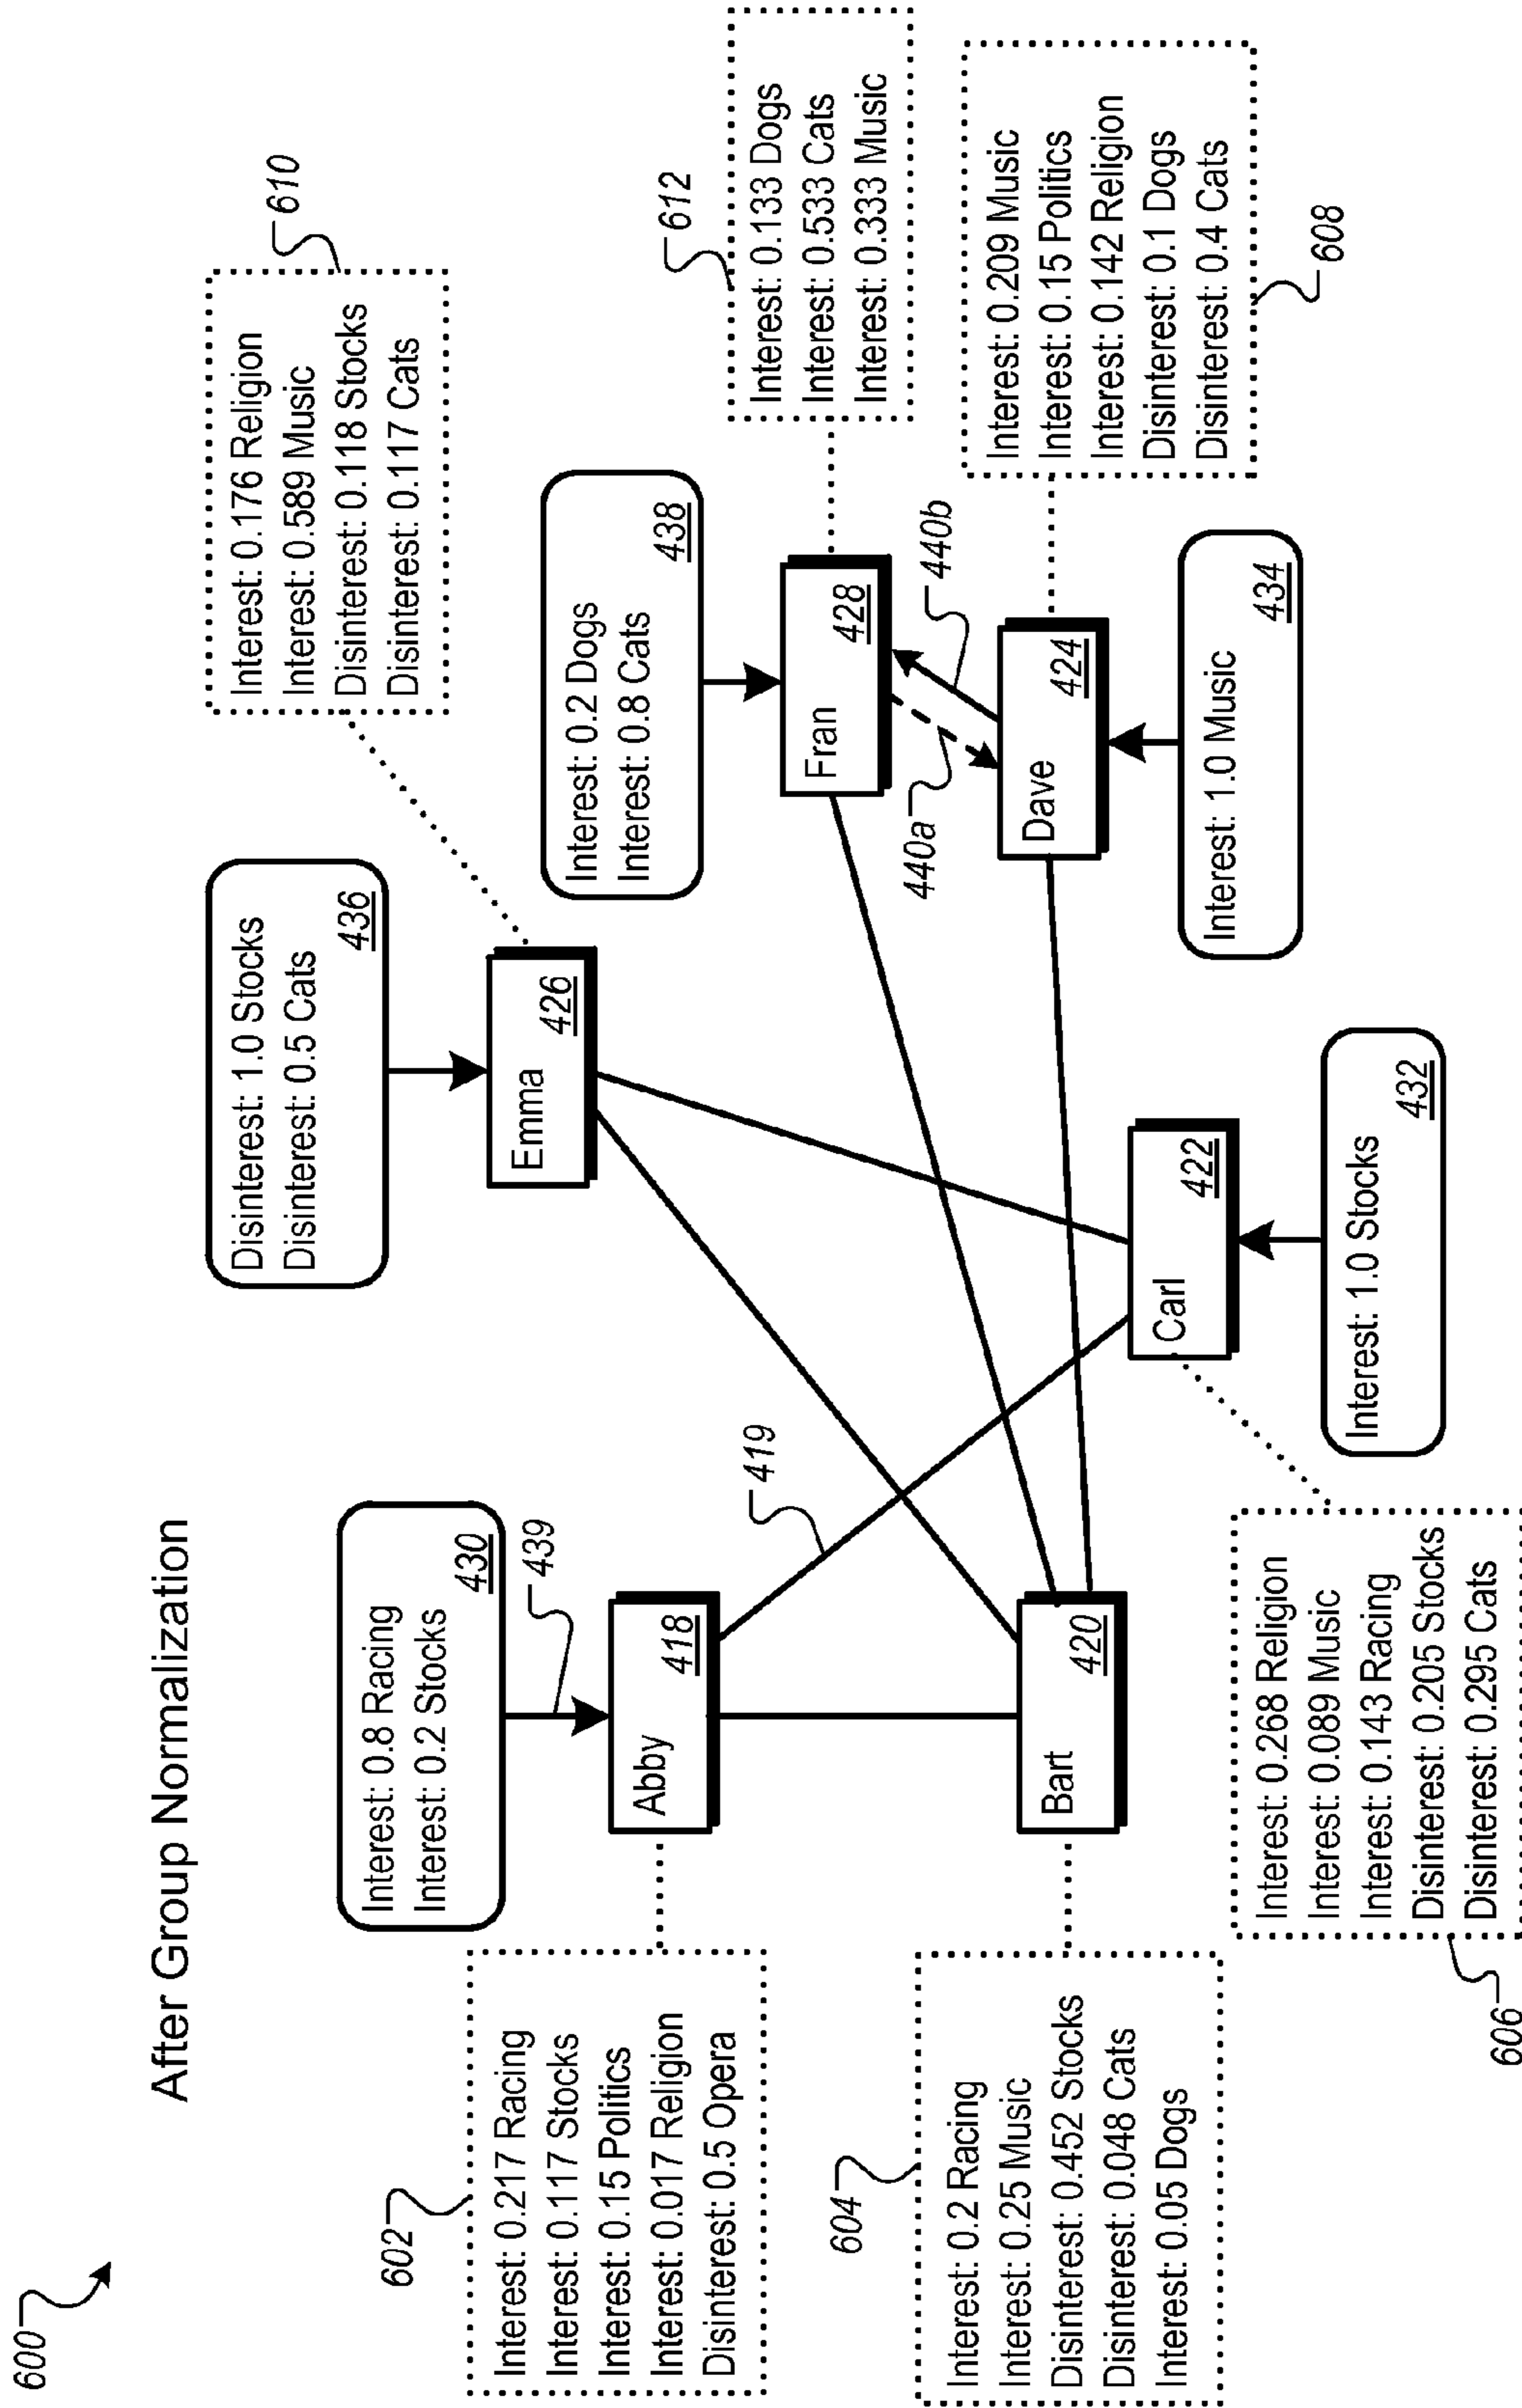 600
After Group Normalization
602
Interest: 0.217 Racing
Interest: 0.117 Stocks
Interest: 0.15 Politics
Interest: 0.017 Religion
Disinterest: 0.5 Opera
Interest: 0.8 Racing
Interest: 0.2 Stocks
430
439
Abby
418
419
Disinterest: 1.0 Stocks
Disinterest: 0.5 Cats
436
Emma
426
Interest: 0.176 Religion
Interest: 0.589 Music
Disinterest: 0.118 Stocks
Disinterest: 0.117 Cats
610
Interest: 0.2 Dogs
Interest: 0.8 Cats
438
Fran
428
612
Interest: 0.133 Dogs
Interest: 0.533 Cats
Interest: 0.333 Music
440a
440b
Dave
424
Interest: 0.209 Music
Interest: 0.15 Politics
Interest: 0.142 Religion
Disinterest: 0.1 Dogs
Disinterest: 0.4 Cats
608
Interest: 1.0 Music
434
604
Interest: 0.2 Racing
Interest: 0.25 Music
Disinterest: 0.452 Stocks
Disinterest: 0.048 Cats
Interest: 0.05 Dogs
Bart
420
Carl
422
Interest: 1.0 Stocks
432
Interest: 0.268 Religion
Interest: 0.089 Music
Interest: 0.143 Racing
Disinterest: 0.205 Stocks
Disinterest: 0.295 Cats
606